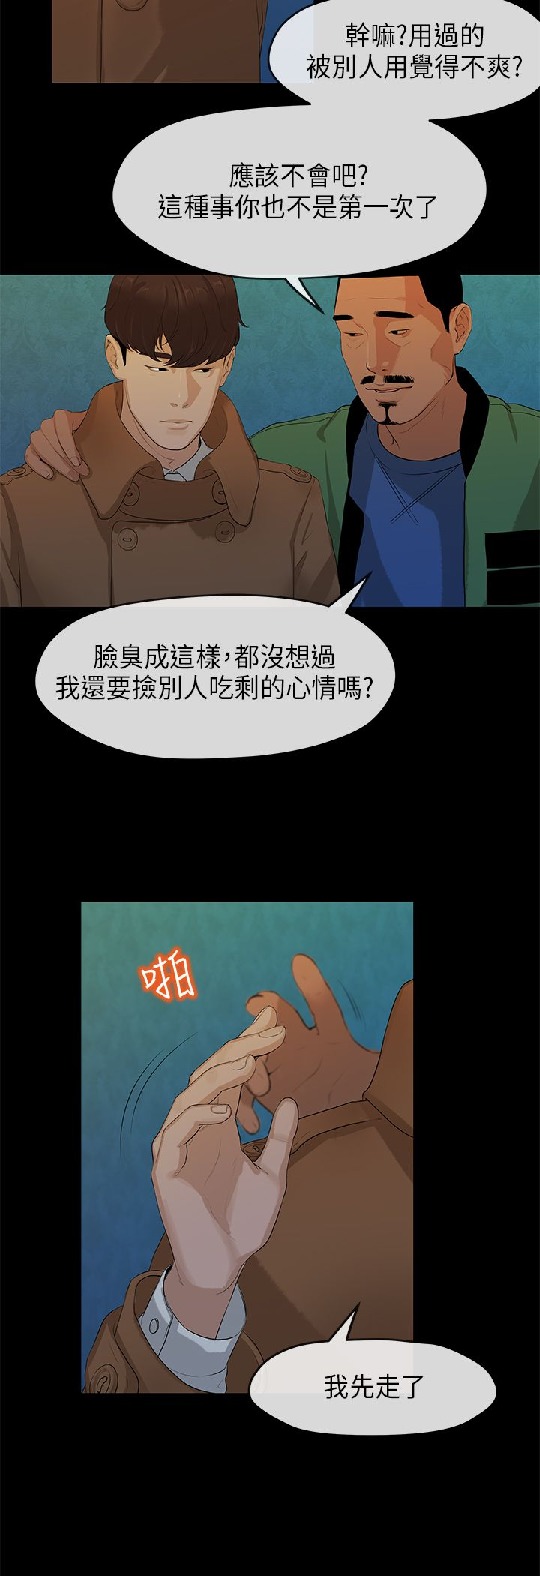 幹嘛?用過的
被別人用覺得不爽?
應該不會吧?
這種事你也不是第一次了
臉臭成這樣,都沒想過
我還要撿別人吃剩的心情嗎?
啪
我先走了